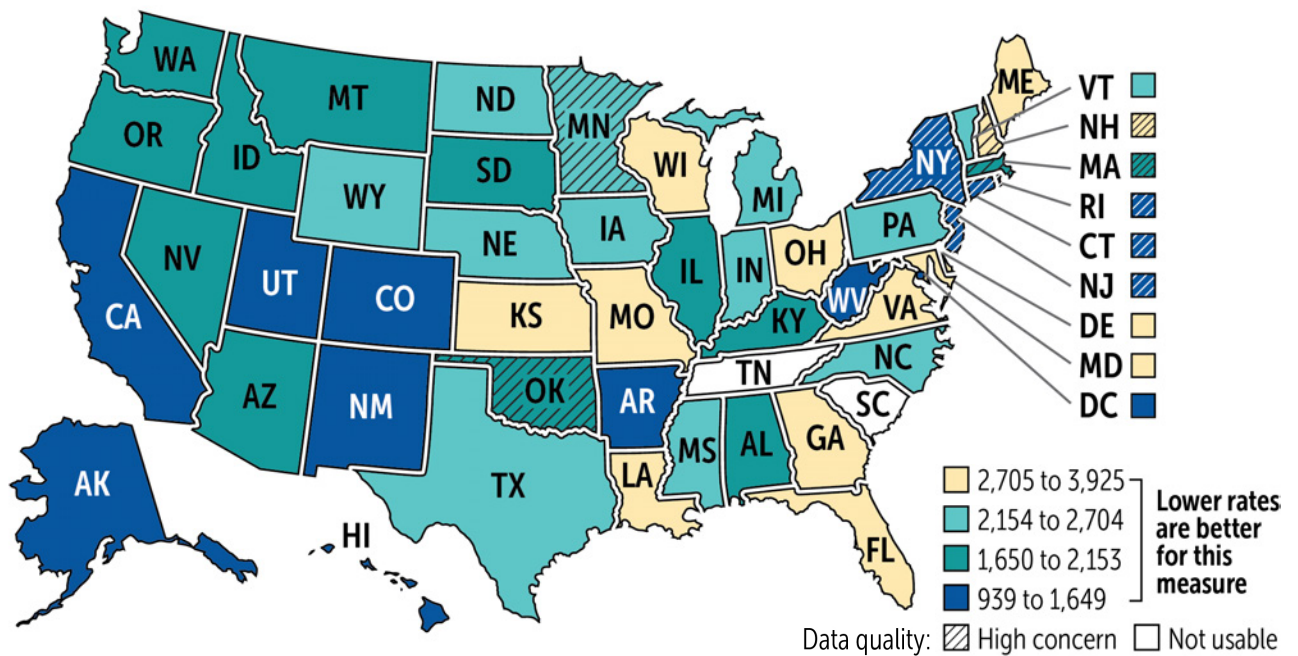 WA
MT
ND
MN
ME
VT
OR
ID
SD
WI
NY
NH
MA
WY
MI
RI
IA
PA
CT
NE
NV
UT
CO
IL
IN
OH
NJ
CA
KS
MO
KY
WV
VA
DE
MD
TN
NC
AZ
NM
OK
AR
SC
DC
MS
AL
GA
TX
LA
AK
HI
FL
2,705 to 3,925
2,154 to 2,704
1,650 to 2,153
939 to 1,649
Lower rates
are better
for this
measure
Data quality: High concern Not usable